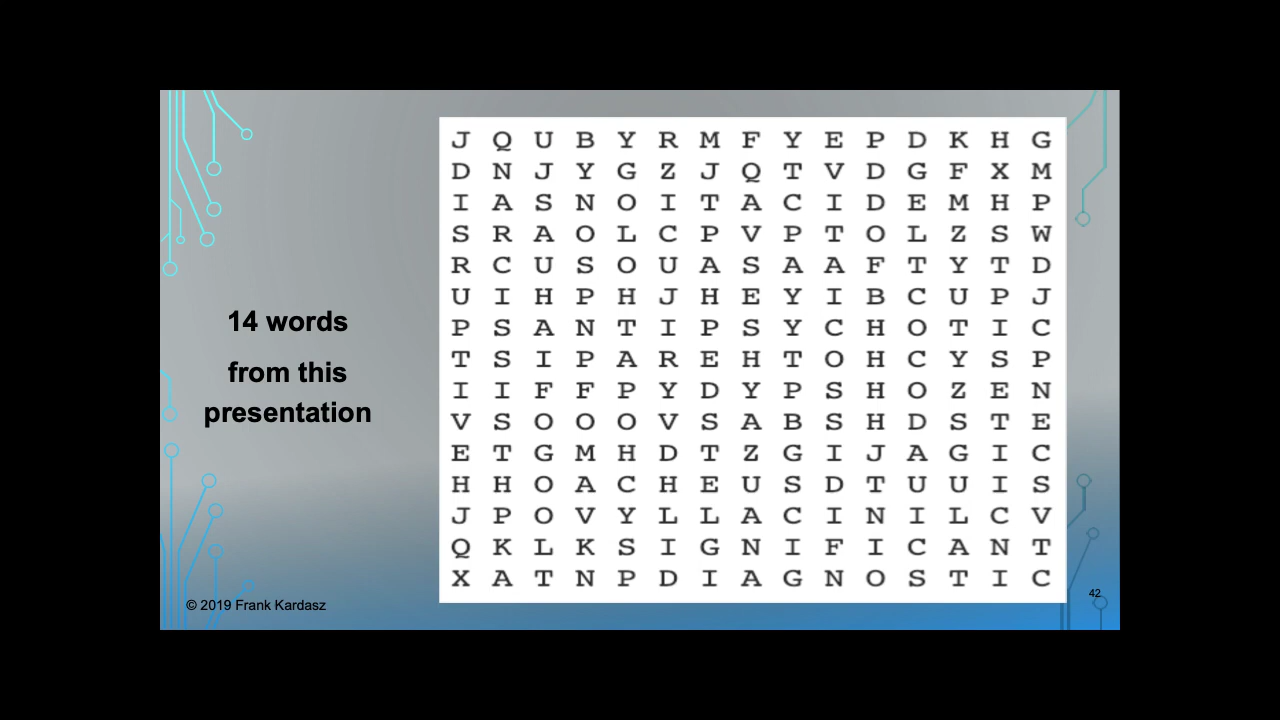 14 words
from this
presentation
J Q U B Y R M F Y E P D K H G
D N J Y G Z J Q T V D G F X M
I A S N O I T A C I D E M H P
S R A O L C P V P T O L Z S W
R C U S O U A S A A F T Y T D
U I H P H J H E Y I B C U P J
P S A N T I P S Y C H O T I C
T S I P A R E H T O H C Y S P
I I F F P Y D Y P S H O Z E N
V S O O O V S A B S H D S T E
E T G M H D T Z G I J A G I C
H H O A C H E U S D T U U I S
J P O V Y L L A C I N I L C V
Q K L K S I G N I F I C A N T
X A T N P D I A G N O S T I C
© 2019 Frank Kardasz
42